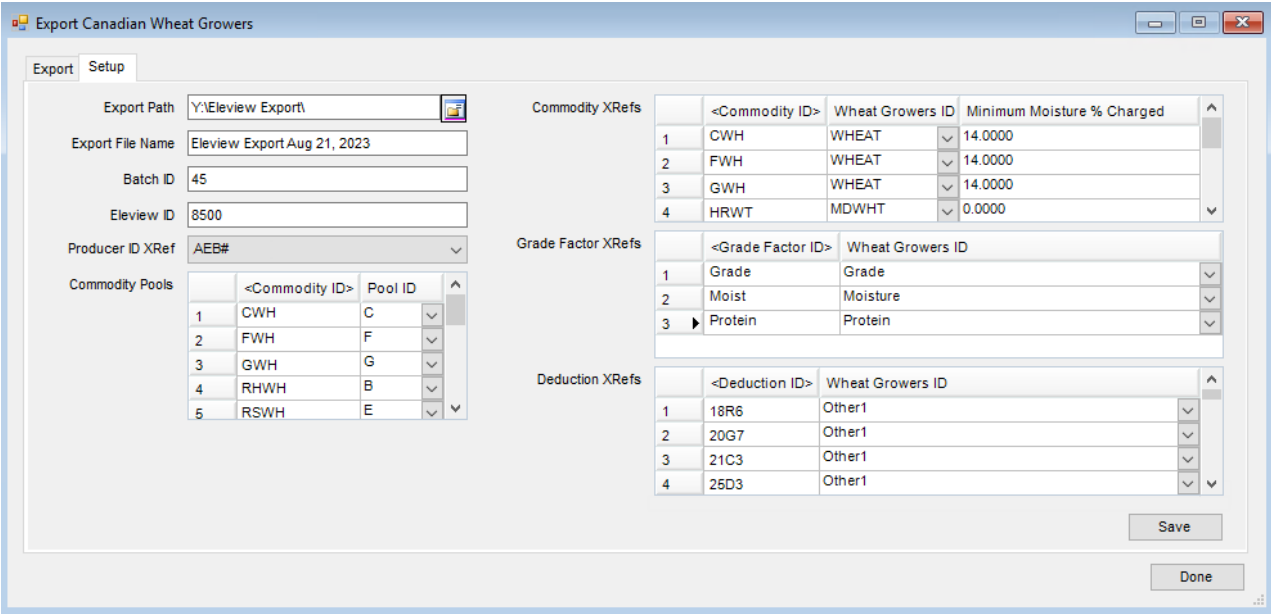 Export Canadian Wheat Growers
Export Setup
Export Path Y:\Eleview Export\
Export File Name Eleview Export Aug 21, 2023
Batch ID 45
Eleview ID 8500
Producer ID XRef AEB#
Commodity Pools
<Commodity ID> Pool ID
1 CWH C
2 FWH F
3 GWH G
4 RHWH B
5 RSWH E
Commodity XRefs
<Commodity ID> Wheat Growers ID Minimum Moisture % Charged
1 CWH WHEAT 14.0000
2 FWH WHEAT 14.0000
3 GWH WHEAT 14.0000
4 HRWT MDWHT 0.0000
Grade Factor XRefs
<Grade Factor ID> Wheat Growers ID
1 Grade Grade
2 Moist Moisture
3 Protein Protein
Deduction XRefs
<Deduction ID> Wheat Growers ID
1 18R6 Other1
2 20G7 Other1
3 21C3 Other1
4 25D3 Other1
Save
Done